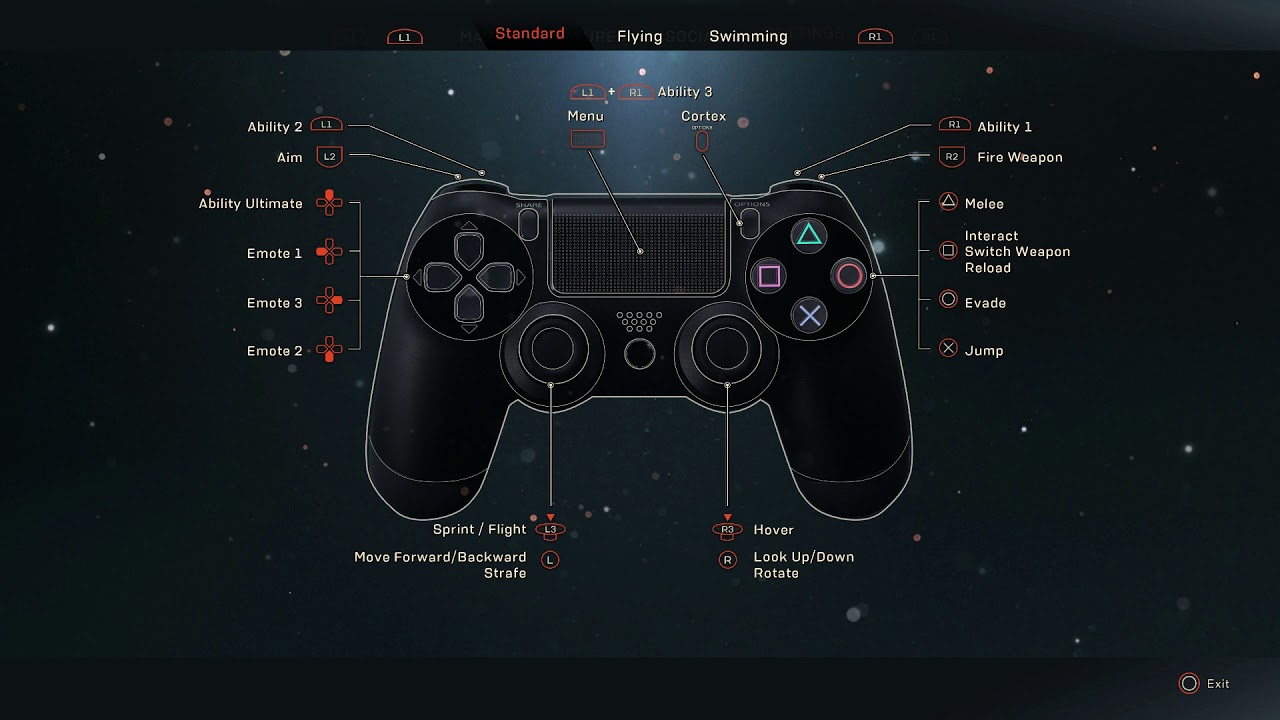 L1 Standard Flying Swimming R1
L1 + R1 Ability 3
Menu
Cortex
OPTIONS
Ability 2 L1
Aim L2
Ability Ultimate
Emote 1
Emote 3
Emote 2
R1 Ability 1
R2 Fire Weapon
Melee
Interact
Switch Weapon
Reload
Evade
Jump
SHARE
OPTIONS
Sprint / Flight L3
Move Forward/Backward L
Strafe
R3 Hover
R Look Up/Down
Rotate
Exit